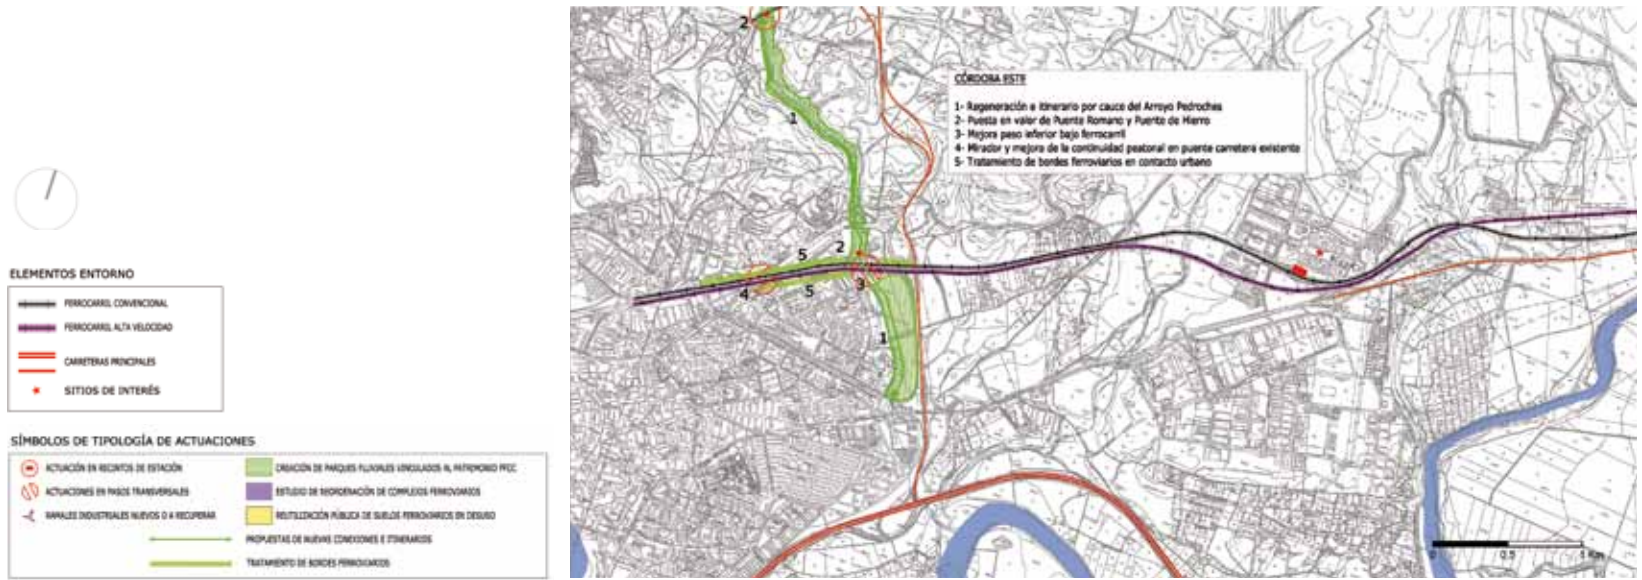 ELEMENTOS ENTORNO
FERROCARRIL CONVENCIONAL
FERROCARRIL ALTA VELOCIDAD
CARRETERAS PRINCIPALES
SITIOS DE INTERÉS
SÍMBOLOS DE TIPOLOGÍA DE ACTUACIONES
ACTUACIÓN EN RECINTOS DE ESTACIÓN
ACTUACIONES EN PASOS TRANSVERSALES
RAMALES INDUSTRIALES NUEVOS O A RECUPERAR
CREACIÓN DE PARQUES FLUVIALES VINCULADOS AL PATRIMONIO FFCC
ESTUDIO DE REORDENACIÓN DE COMPLEJOS FERROVIARIOS
REUTILIZACIÓN PÚBLICA DE SUELOS FERROVIARIOS EN DESUSO
PROPUESTAS DE NUEVAS CONEXIONES E ITINERARIOS
TRATAMIENTO DE BORDES FERROVIARIOS
CÓRDOBA ESTE
1- Regeneración e itinerario por cauce del Arroyo Pedroches
2- Puesta en valor de Puente Romano y Puente de Hierro
3- Mejora paso inferior bajo ferrocarril
4- Mirador y mejora de la continuidad peatonal en puente carretera existente
5- Tratamiento de bordes ferroviarios en contacto urbano
2
1
2
5
4
5
3
1
0 0.5 1 Km